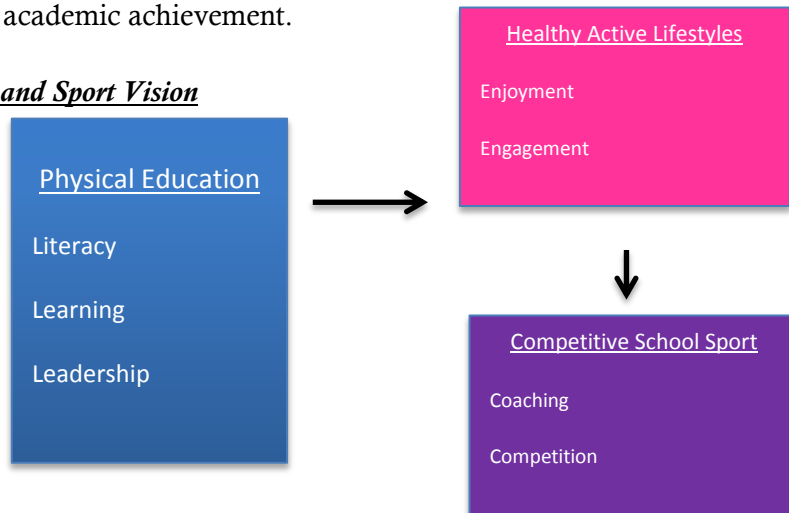 academic achievement.
and Sport Vision
Physical Education
Literacy
Learning
Leadership
Healthy Active Lifestyles
Enjoyment
Engagement
Competitive School Sport
Coaching
Competition